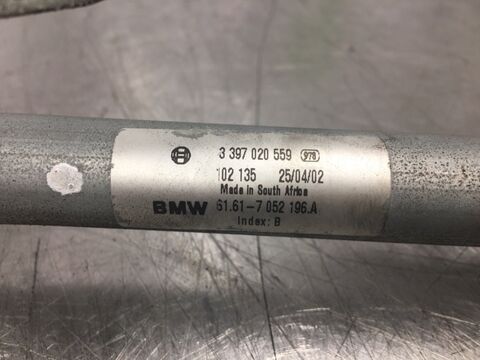 3 397 020 559 978
102 135 25/04/02
Made in South Africa
BMW 61.61-7 052 196.A
Index: B